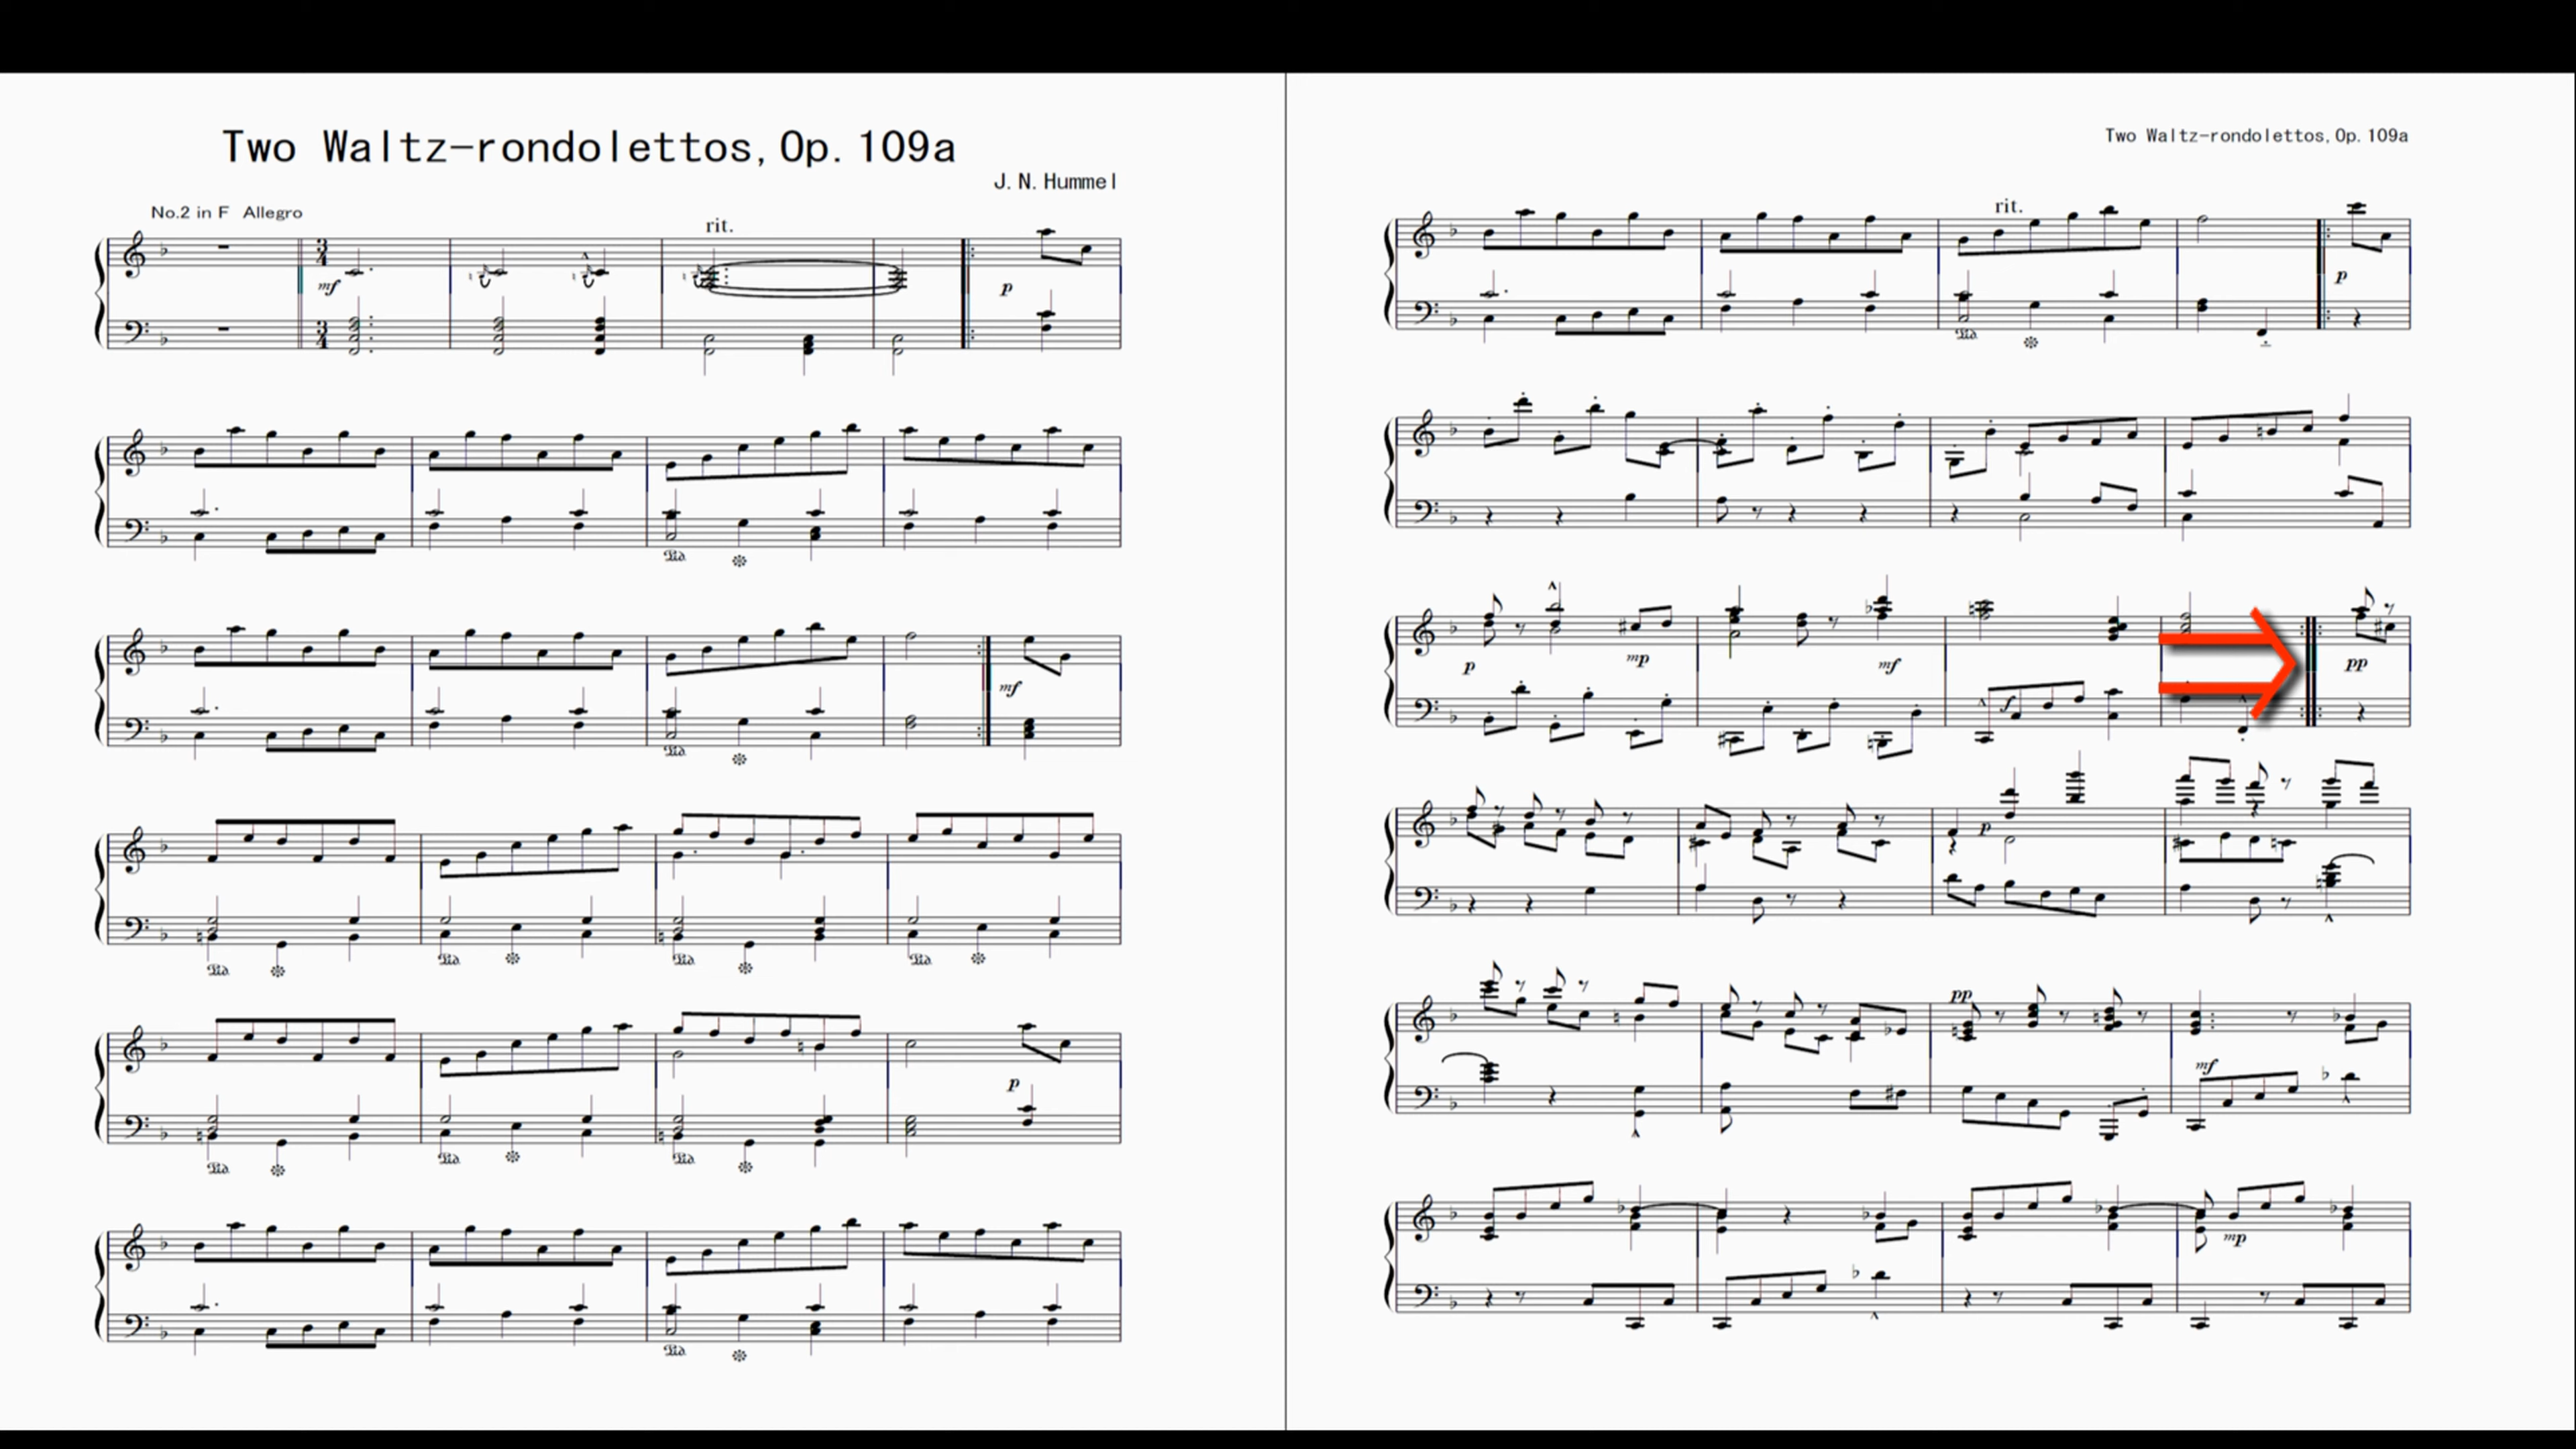 Two Waltz-rondolettos, Op. 109a
J. N. Hummel
No.2 in F Allegro
rit.
mf
p
mf
p
Two Waltz-rondolettos, Op. 109a
rit.
p
p
mp
mf
f
pp
p
pp
mf
mp